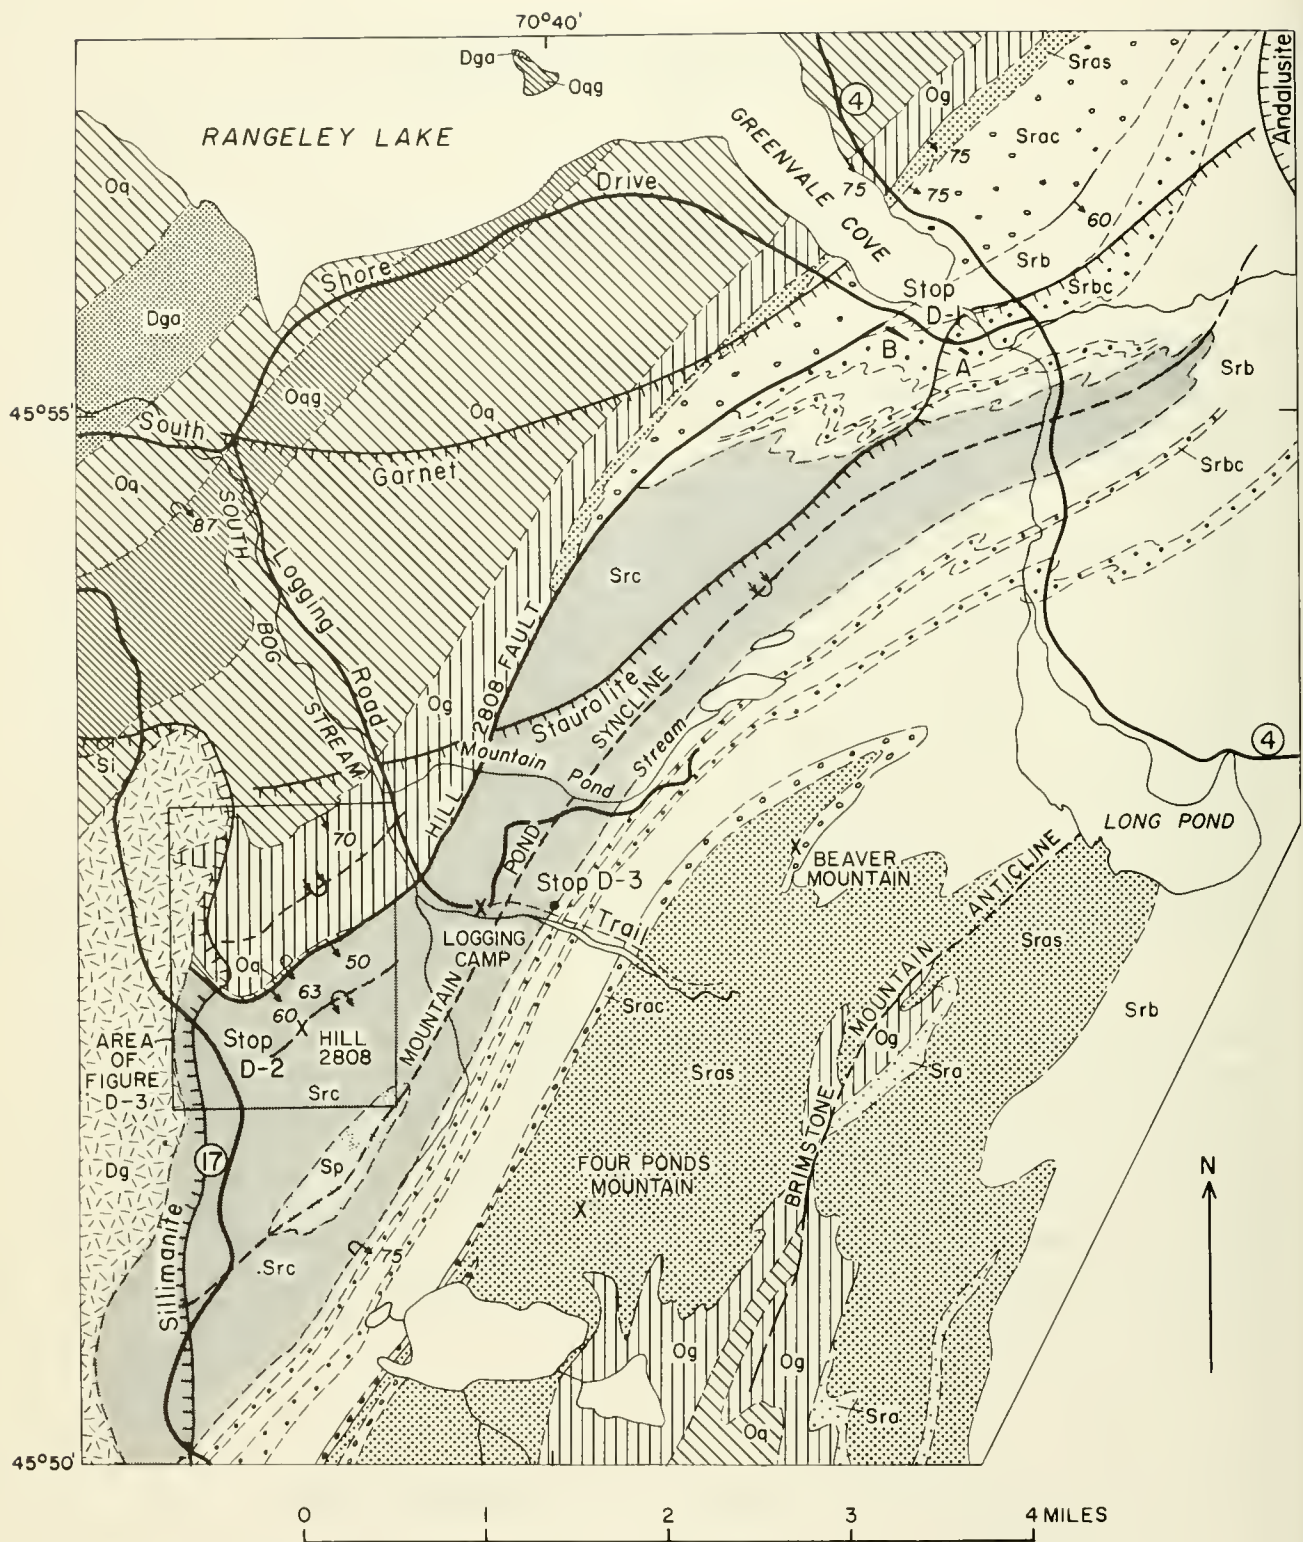 70°40'
Dga
Oqg
Sras
Andalusite
4
Og
RANGELEY LAKE
GREENVALE COVE
Srac
75
75
75
Oq
Drive
60
Shore
Srb
Stop
D-1
Srbc
Dga
B
A
Srb
Oqg
Oq
45°55'
South
Garnet
Srbc
Oq
87
SOUTH BOG STREAM
Logging Road
Src
HILL 2808 FAULT
Og
Staurolite
SYNCLINE
Mountain Pond Stream
4
Si
LONG POND
70
POND
BEAVER
MOUNTAIN
Stop D-3
ANTICLINE
Trail
LOGGING
CAMP
Sras
Oq
50
63
MOUNTAIN
MOUNTAIN
60
Srac
Srb
AREA
OF
FIGURE
D-3
Stop
D-2
HILL
2808
Og
Sras
Sra
Src
17
Dg
Sp
FOUR PONDS
MOUNTAIN
BRIMSTONE
N
Sillimanite
Src
75
Og
Og
Sra
Oq
45°50'
0 1 2 3 4 MILES